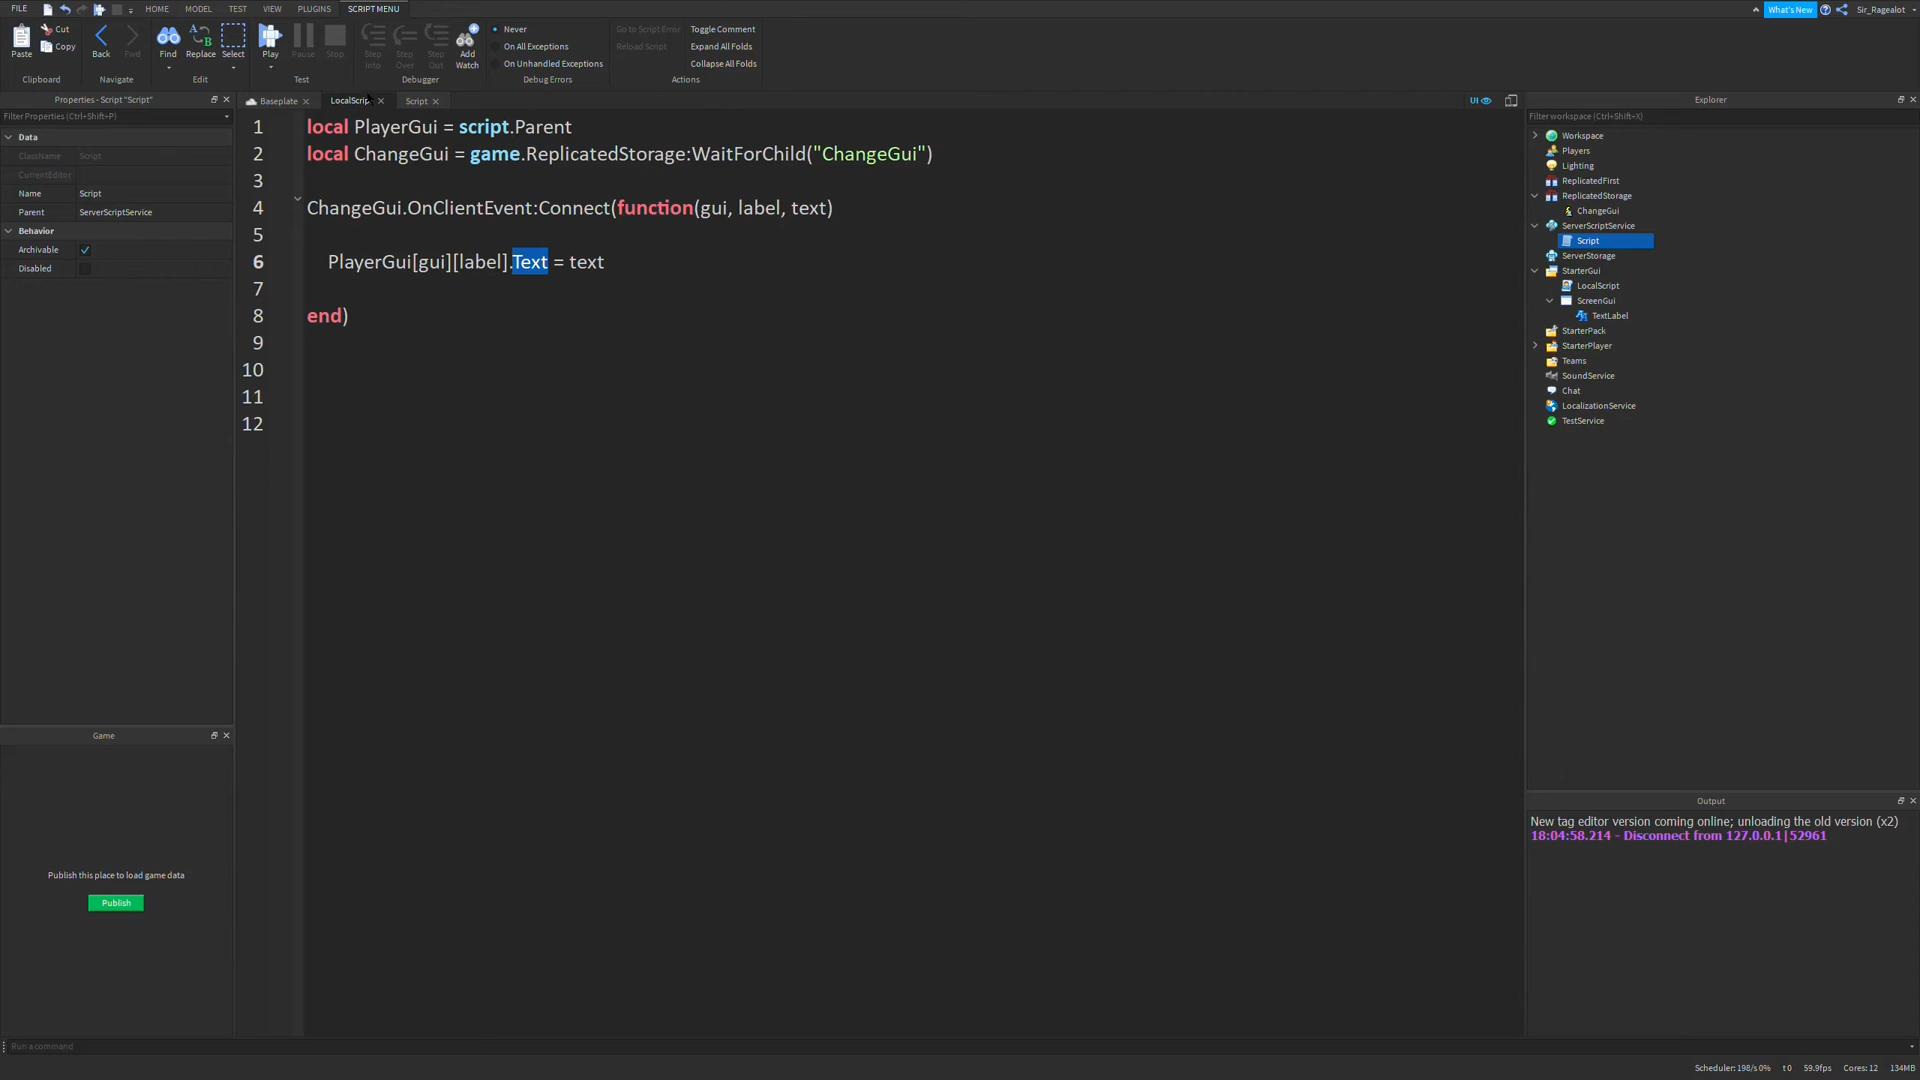 FILE HOME MODEL TEST VIEW PLUGINS SCRIPT MENU What's New Sir_Ragealot
Paste Cut Copy Back Fwd Find Replace Select Play Pause Stop Step Into Step Over Step Out Add Watch
Never
On All Exceptions
On Unhandled Exceptions
Go to Script Error
Reload Script
Toggle Comment
Expand All Folds
Collapse All Folds
Clipboard Navigate Edit Test Debugger Debug Errors Actions
Properties - Script "Script"
Filter Properties (Ctrl+Shift+P)
Data
ClassName Script
CurrentEditor
Name Script
Parent ServerScriptService
Behavior
Archivable
Disabled
Game
Publish this place to load game data
Publish
Baseplate LocalScrip Script UI
1 local PlayerGui = script.Parent
2 local ChangeGui = game.ReplicatedStorage:WaitForChild("ChangeGui")
3
4 ChangeGui.OnClientEvent:Connect(function(gui, label, text)
5
6 PlayerGui[gui][label].Text = text
7
8 end)
9
10
11
12
Explorer
Filter workspace (Ctrl+Shift+X)
Workspace
Players
Lighting
ReplicatedFirst
ReplicatedStorage
ChangeGui
ServerScriptService
Script
ServerStorage
StarterGui
LocalScript
ScreenGui
TextLabel
StarterPack
StarterPlayer
Teams
SoundService
Chat
LocalizationService
TestService
Output
New tag editor version coming online; unloading the old version (x2)
18:04:58.214 - Disconnect from 127.0.0.1|52961
Run a command
Scheduler: 198/s 0% t 0 59.9fps Cores: 12 134MB